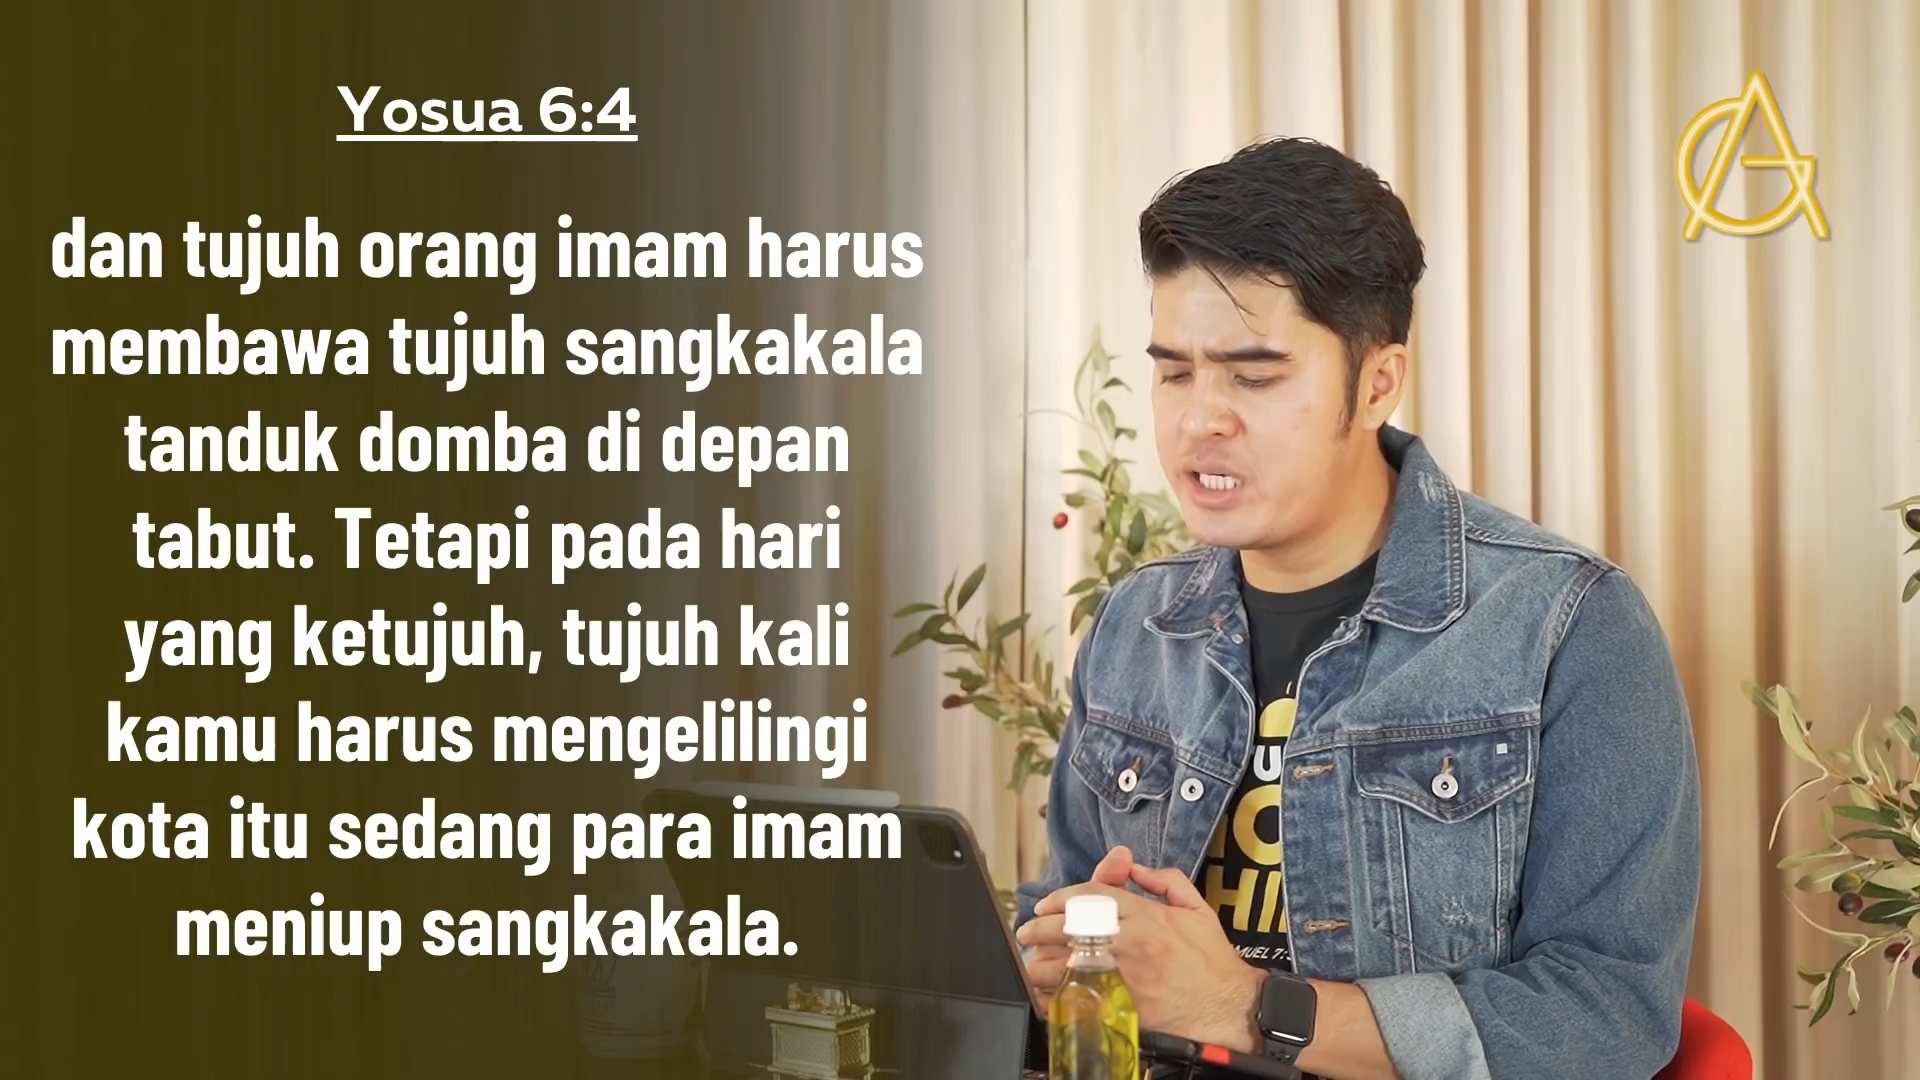 Yosua 6:4
dan tujuh orang imam harus
membawa tujuh sangkakala
tanduk domba di depan
tabut. Tetapi pada hari
yang ketujuh, tujuh kali
kamu harus mengelilingi
kota itu sedang para imam
meniup sangkakala.